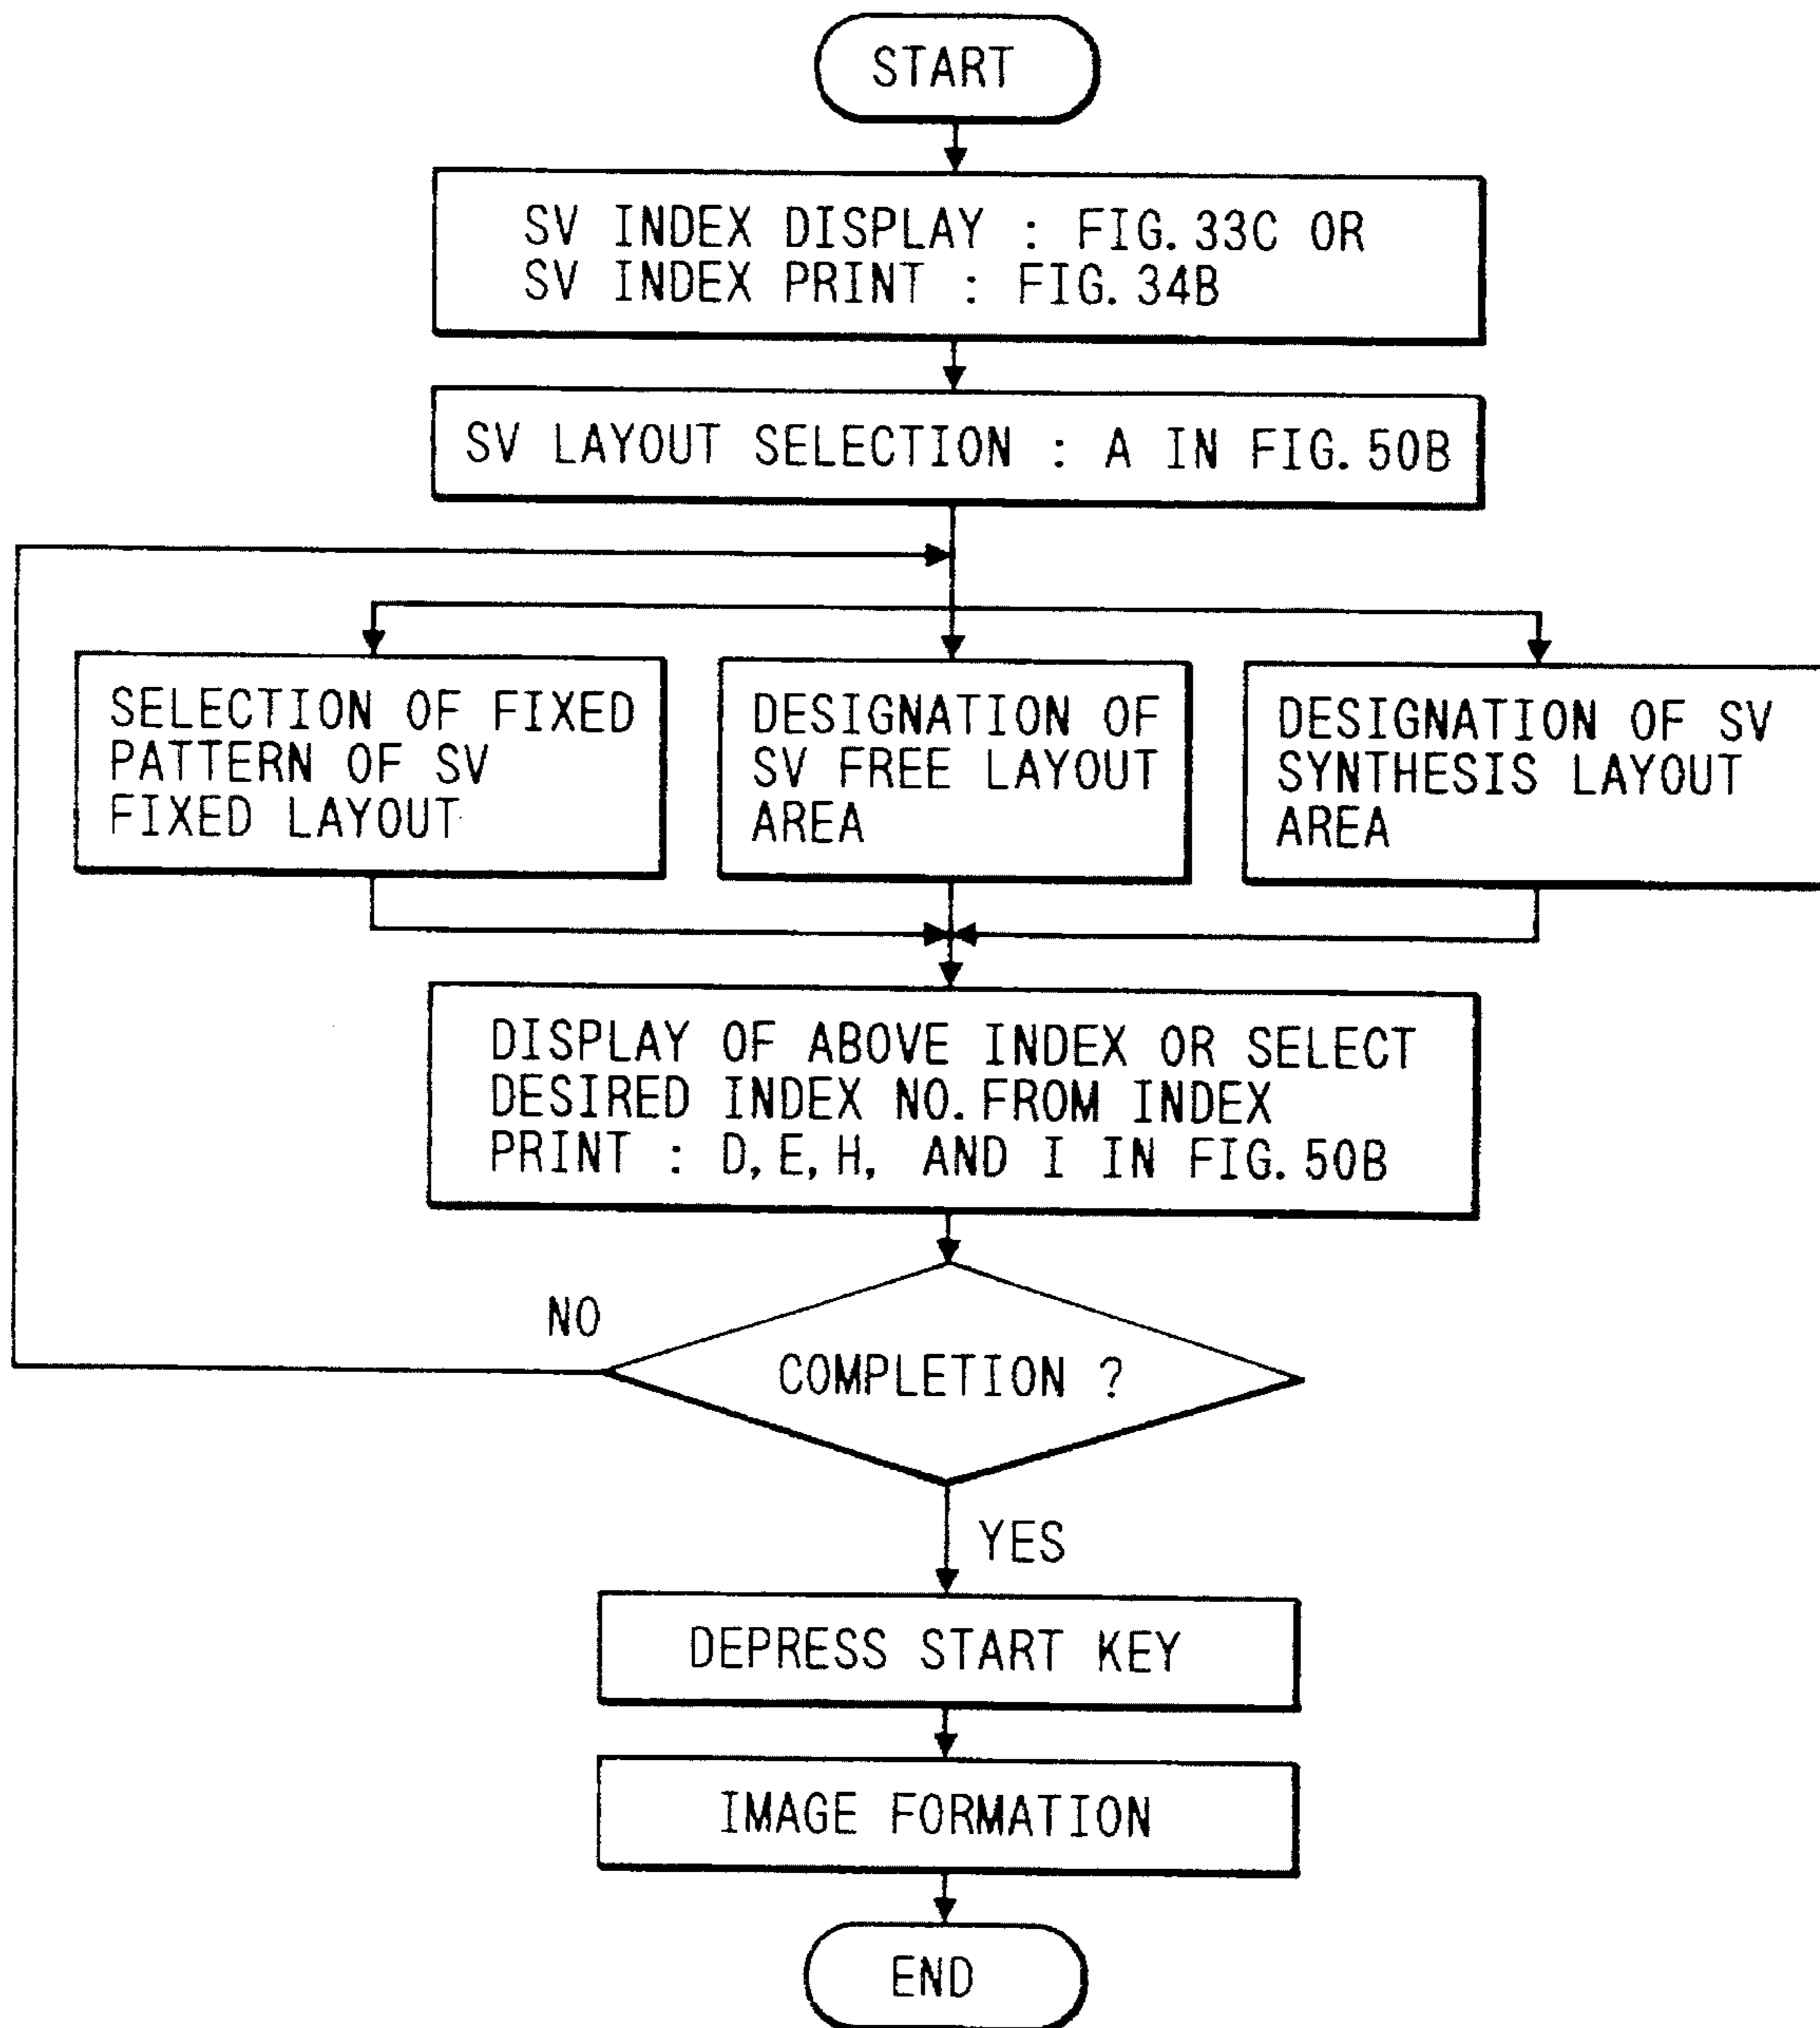 START
SV INDEX DISPLAY : FIG. 33C OR
SV INDEX PRINT : FIG. 34B
SV LAYOUT SELECTION : A IN FIG. 50B
SELECTION OF FIXED
PATTERN OF SV
FIXED LAYOUT
DESIGNATION OF
SV FREE LAYOUT
AREA
DESIGNATION OF SV
SYNTHESIS LAYOUT
AREA
DISPLAY OF ABOVE INDEX OR SELECT
DESIRED INDEX NO. FROM INDEX
PRINT : D, E, H, AND I IN FIG. 50B
NO
COMPLETION ?
YES
DEPRESS START KEY
IMAGE FORMATION
END